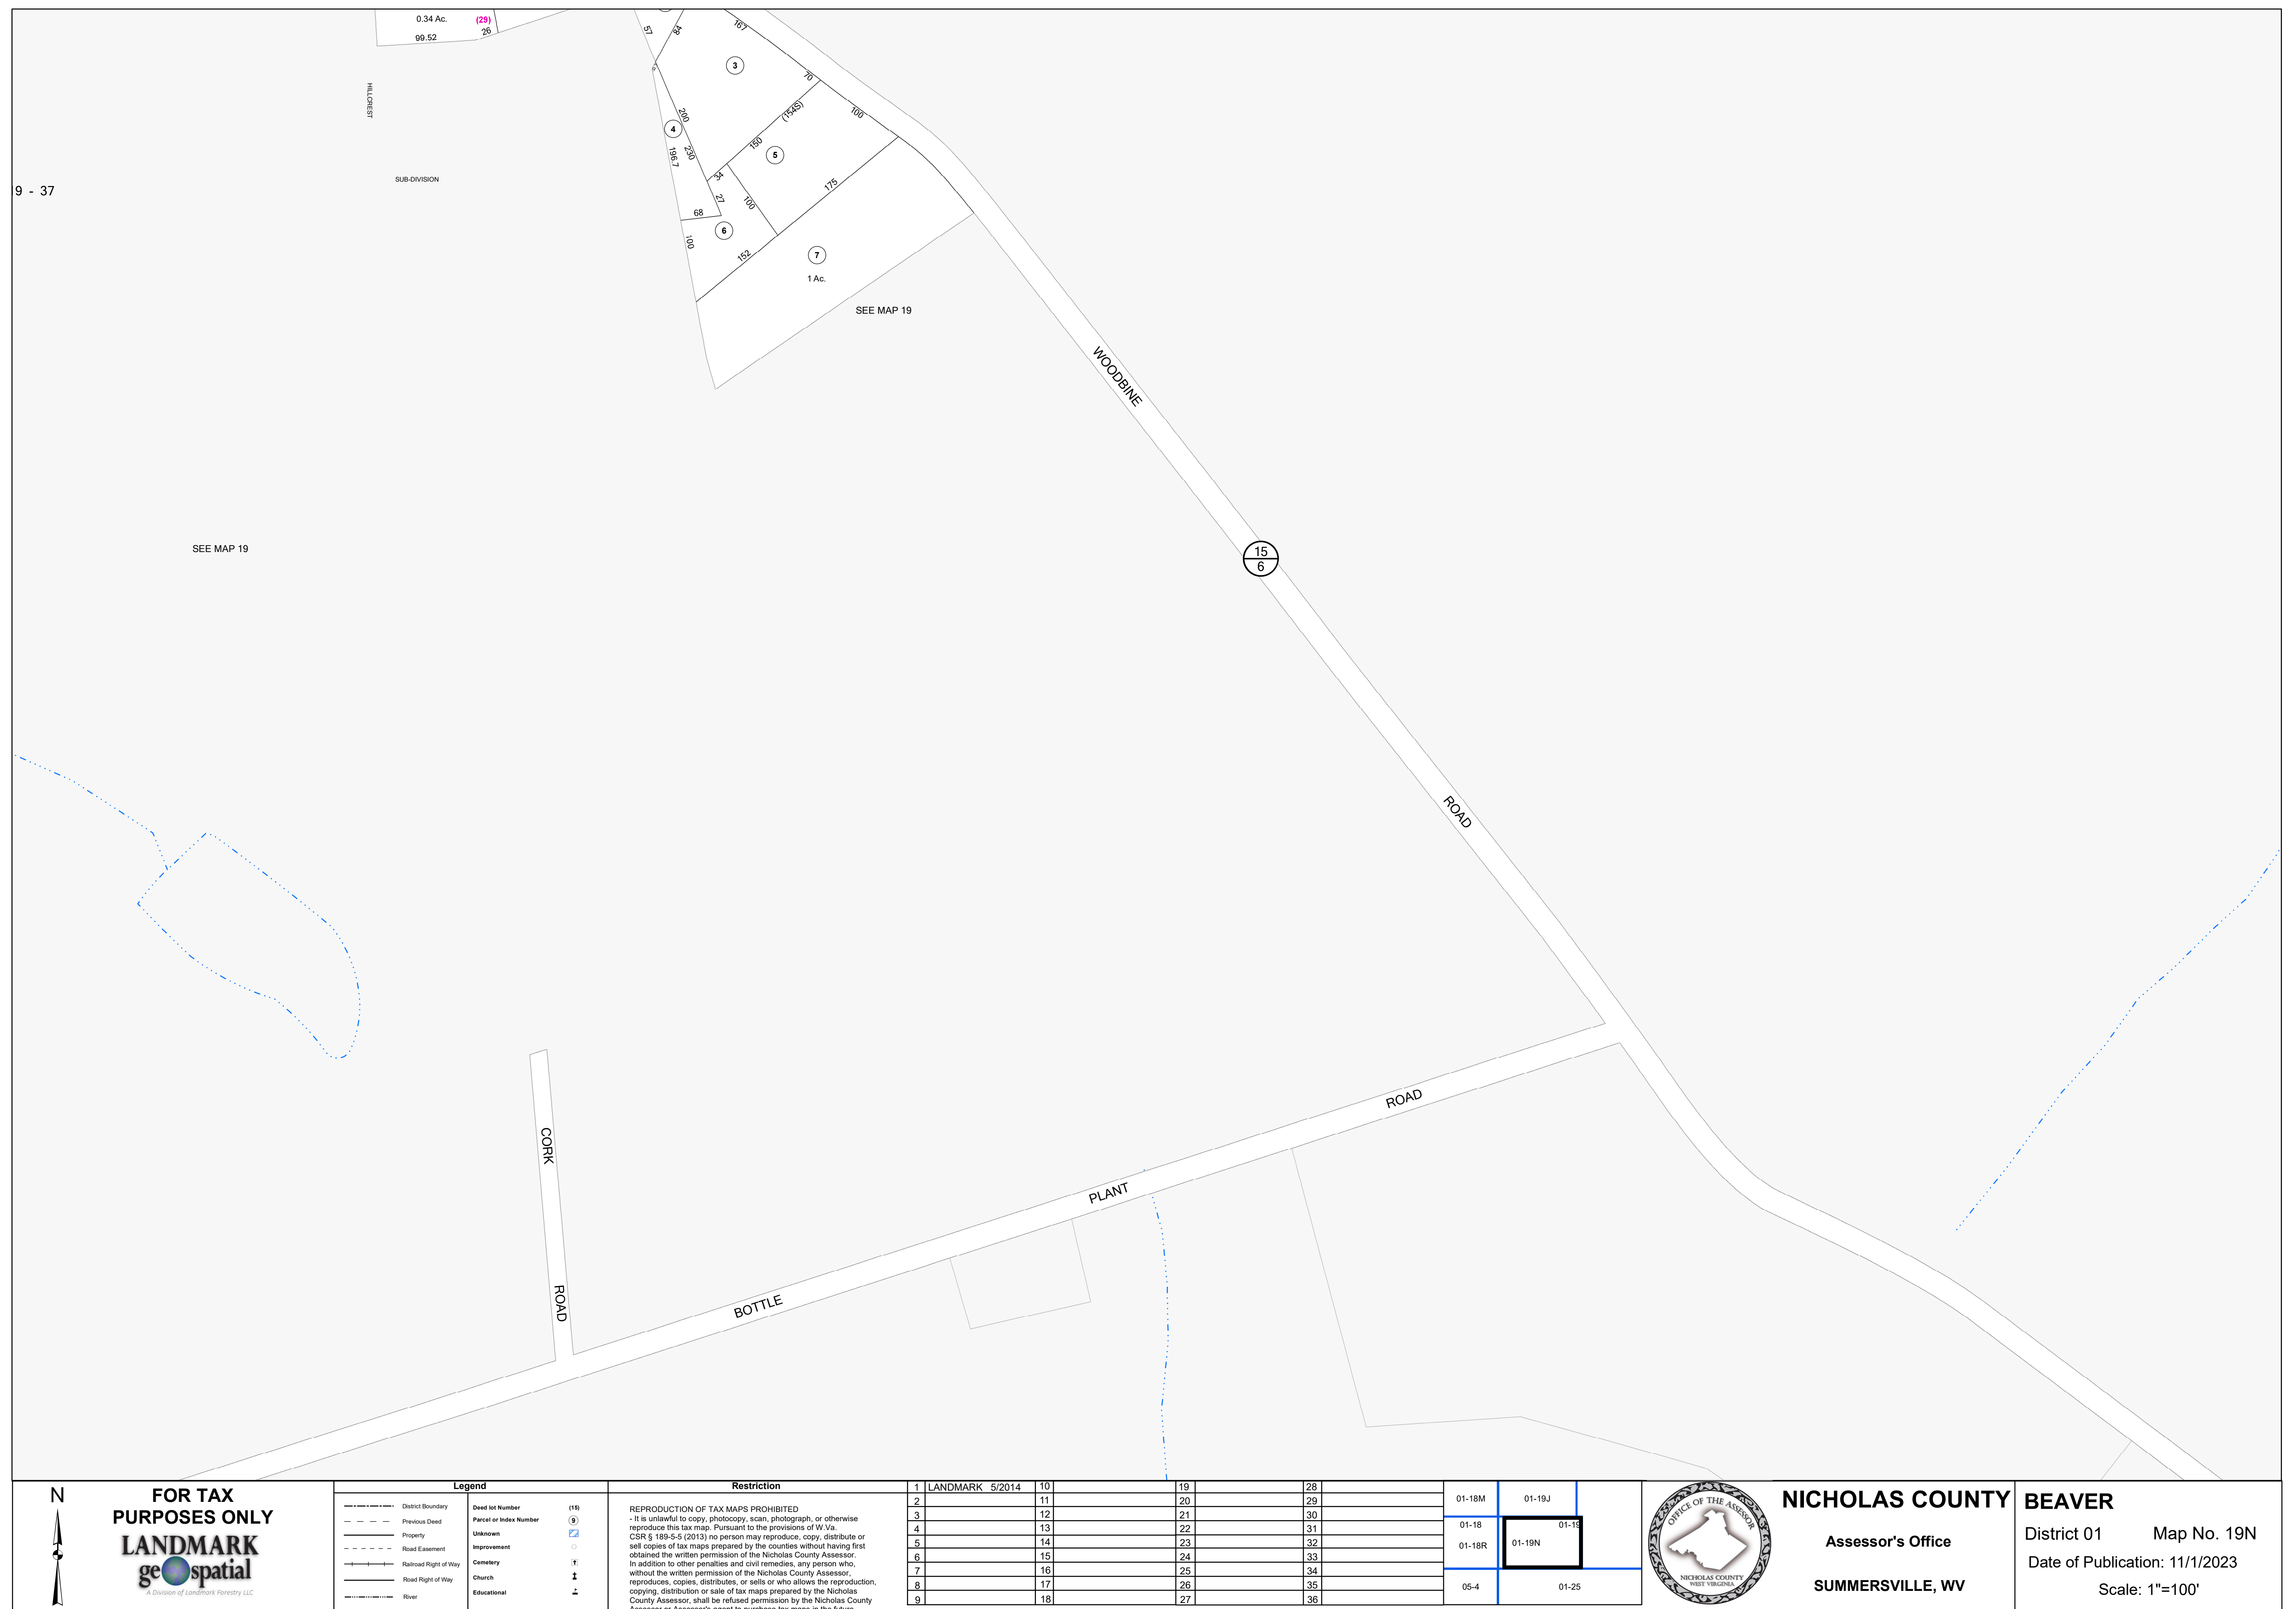 0.34 Ac.
(29)
26
99.52
HILLCREST
SUB-DIVISION
9 - 37
57
84
167
3
70
(154S)
100
200
4
230
196.7
150
5
34
27
100
175
68
6
100
152
7
1 Ac.
SEE MAP 19
WOODBINE
SEE MAP 19
15
6
ROAD
CORK
ROAD
BOTTLE
PLANT
ROAD
N
FOR TAX
PURPOSES ONLY
LANDMARK
geospatial
A Division of Landmark Forestry LLC
Legend
District Boundary
Previous Deed
Property
Road Easement
Railroad Right of Way
Road Right of Way
River
Deed lot Number (15)
Parcel or Index Number 9
Unknown
Improvement
Cemetery
Church
Educational
Restriction
REPRODUCTION OF TAX MAPS PROHIBITED
- It is unlawful to copy, photocopy, scan, photograph, or otherwise
reproduce this tax map. Pursuant to the provisions of W.Va.
CSR § 189-5-5 (2013) no person may reproduce, copy, distribute or
sell copies of tax maps prepared by the counties without having first
obtained the written permission of the Nicholas County Assessor.
In addition to other penalties and civil remedies, any person who,
without the written permission of the Nicholas County Assessor,
reproduces, copies, distributes, or sells or who allows the reproduction,
copying, distribution or sale of tax maps prepared by the Nicholas
County Assessor, shall be refused permission by the Nicholas County
Assessor or Assessor's agent to purchase tax maps in the future.
1 LANDMARK 5/2014 10 19 28
2 11 20 29
3 12 21 30
4 13 22 31
5 14 23 32
6 15 24 33
7 16 25 34
8 17 26 35
9 18 27 36
01-18M 01-19J
01-18 01-19
01-18R 01-19N
05-4 01-25
OFFICE OF THE ASSESSOR
NICHOLAS COUNTY
WEST VIRGINIA
NICHOLAS COUNTY
Assessor's Office
SUMMERSVILLE, WV
BEAVER
District 01 Map No. 19N
Date of Publication: 11/1/2023
Scale: 1"=100'